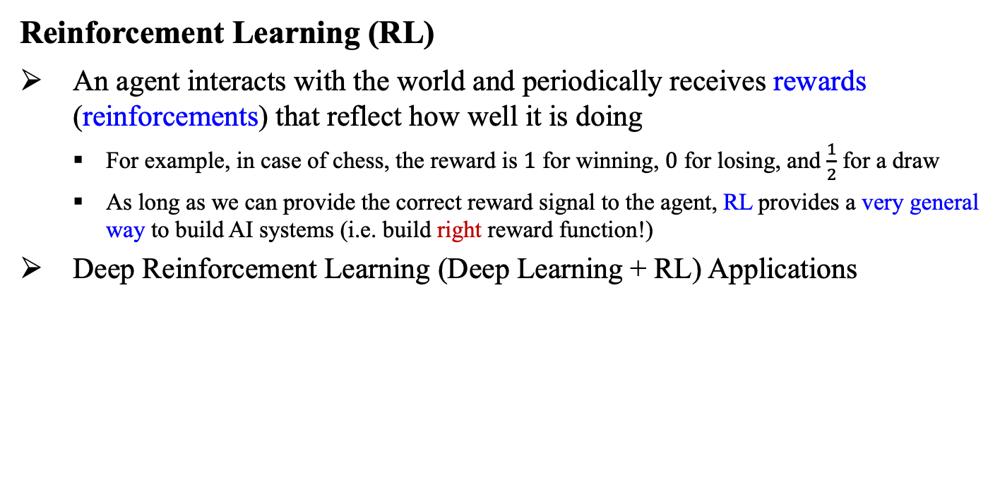 Reinforcement Learning (RL)
➢ An agent interacts with the world and periodically receives rewards
(reinforcements) that reflect how well it is doing
▪ For example, in case of chess, the reward is 1 for winning, 0 for losing, and 1/2 for a draw
▪ As long as we can provide the correct reward signal to the agent, RL provides a very general
way to build AI systems (i.e. build right reward function!)
➢ Deep Reinforcement Learning (Deep Learning + RL) Applications